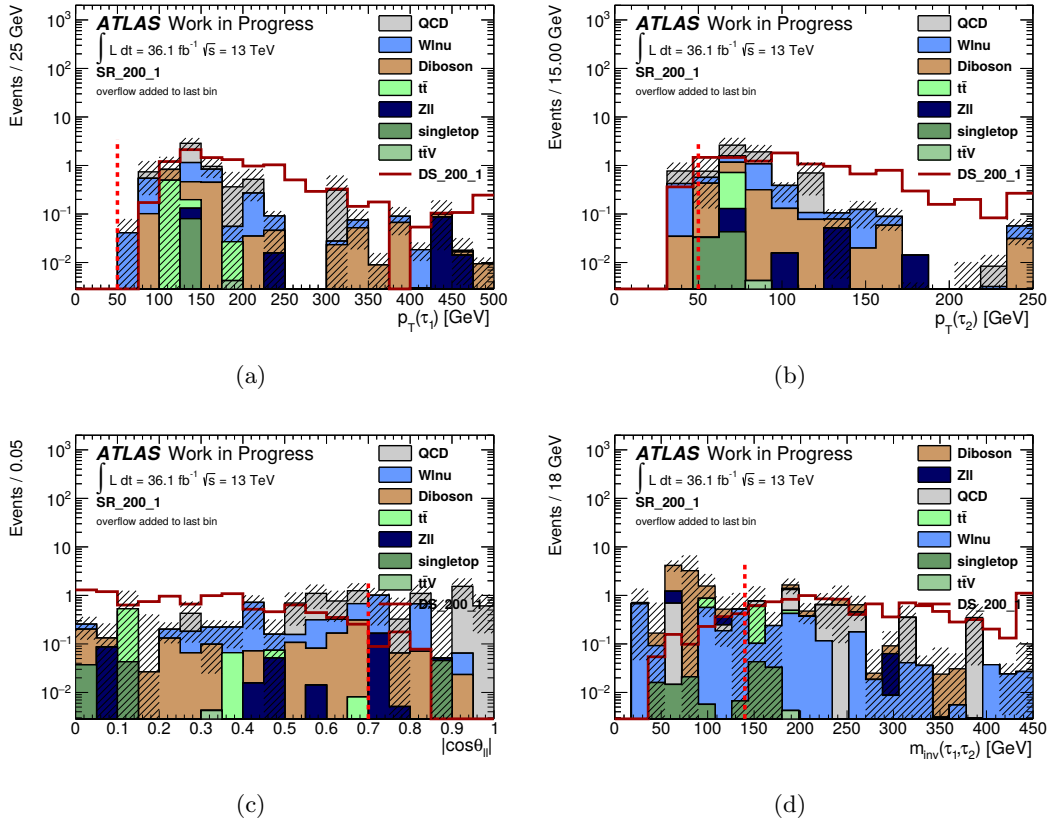 ATLAS Work in Progress
∫ L dt = 36.1 fb⁻¹ √s = 13 TeV
SR_200_1
overflow added to last bin
QCD
Wlnu
Diboson
tt̄
Zll
singletop
tt̄V
DS_200_1
Events / 25 GeV
10³
10²
10
1
10⁻¹
10⁻²
0 50 100 150 200 250 300 350 400 450 500
p_T(τ₁) [GeV]
(a)
ATLAS Work in Progress
∫ L dt = 36.1 fb⁻¹ √s = 13 TeV
SR_200_1
overflow added to last bin
QCD
Wlnu
Diboson
tt̄
Zll
singletop
tt̄V
DS_200_1
Events / 15.00 GeV
10³
10²
10
1
10⁻¹
10⁻²
0 50 100 150 200 250
p_T(τ₂) [GeV]
(b)
ATLAS Work in Progress
∫ L dt = 36.1 fb⁻¹ √s = 13 TeV
SR_200_1
overflow added to last bin
QCD
Wlnu
Diboson
tt̄
Zll
singletop
tt̄V
DS_200_1
Events / 0.05
10³
10²
10
1
10⁻¹
10⁻²
0 0.1 0.2 0.3 0.4 0.5 0.6 0.7 0.8 0.9 1
|cosθ_ll|
(c)
ATLAS Work in Progress
∫ L dt = 36.1 fb⁻¹ √s = 13 TeV
SR_200_1
overflow added to last bin
Diboson
Zll
QCD
tt̄
Wlnu
singletop
tt̄V
DS_200_1
Events / 18 GeV
10³
10²
10
1
10⁻¹
10⁻²
0 50 100 150 200 250 300 350 400 450
m_inv(τ₁,τ₂) [GeV]
(d)